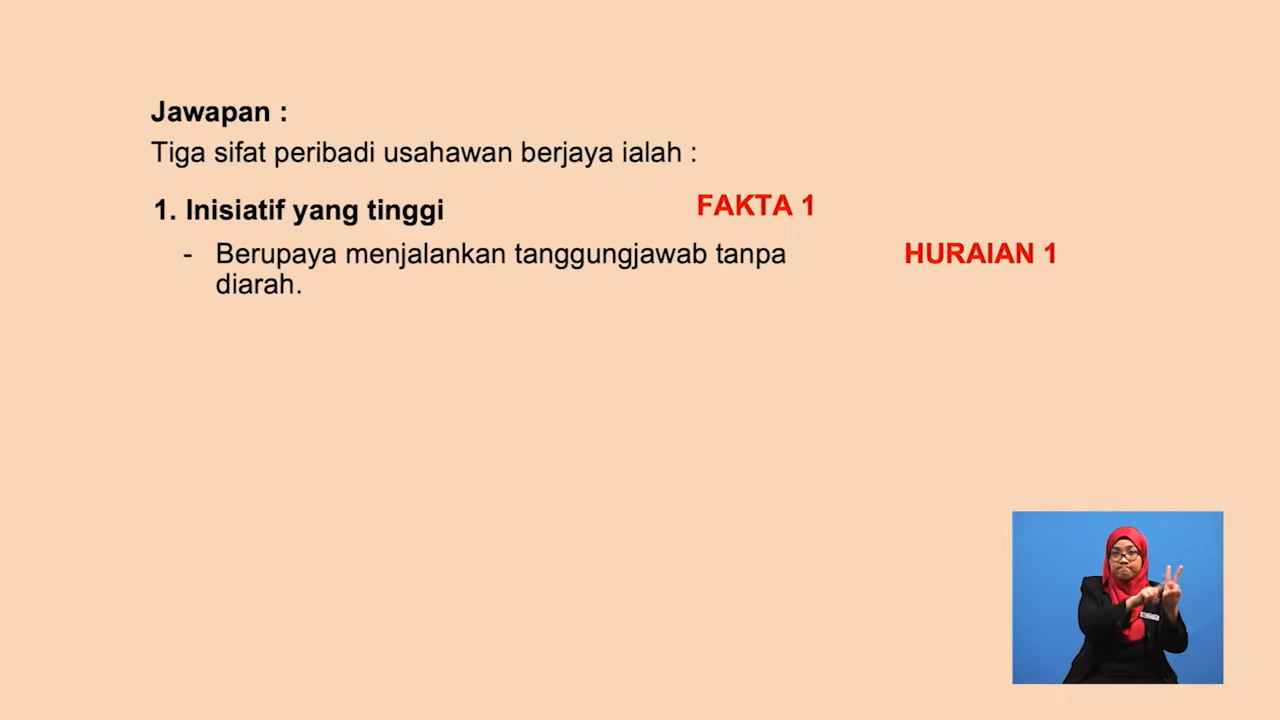 Jawapan :
Tiga sifat peribadi usahawan berjaya ialah :
1. Inisiatif yang tinggi FAKTA 1
- Berupaya menjalankan tanggungjawab tanpa HURAIAN 1
diarah.